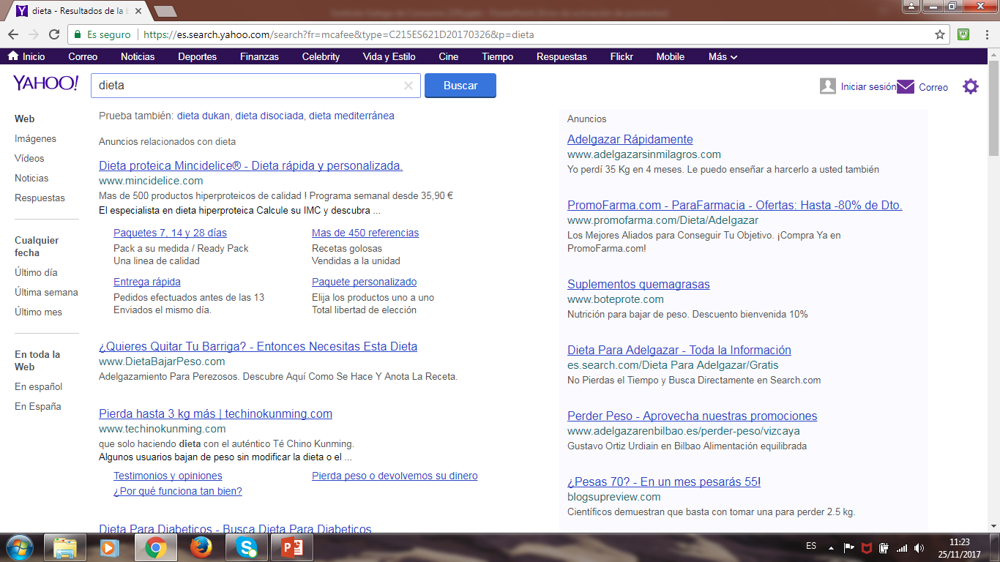 dieta - Resultados de la b
Es seguro
https://es.search.yahoo.com/search?fr=mcafee&type=C215ES621D20170326&p=dieta
Inicio Correo Noticias Deportes Finanzas Celebrity Vida y Estilo Cine Tiempo Respuestas Flickr Mobile Más
YAHOO!
dieta
Buscar
Iniciar sesión
Correo
Web
Imágenes
Vídeos
Noticias
Respuestas
Cualquier
fecha
Último día
Última semana
Último mes
En toda la
Web
En español
En España
Prueba también: dieta dukan, dieta disociada, dieta mediterránea
Anuncios relacionados con dieta
Dieta proteica Mincidelice® - Dieta rápida y personalizada.
www.mincidelice.com
Mas de 500 productos hiperproteicos de calidad ! Programa semanal desde 35,90 €
El especialista en dieta hiperproteica Calcule su IMC y descubra ...
Paquetes 7, 14 y 28 días
Pack a su medida / Ready Pack
Una linea de calidad
Mas de 450 referencias
Recetas golosas
Vendidas a la unidad
Entrega rápida
Pedidos efectuados antes de las 13
Enviados el mismo día.
Paquete personalizado
Elija los productos uno a uno
Total libertad de elección
¿Quieres Quitar Tu Barriga? - Entonces Necesitas Esta Dieta
www.DietaBajarPeso.com
Adelgazamiento Para Perezosos. Descubre Aquí Como Se Hace Y Anota La Receta.
Pierda hasta 3 kg más | techinokunming.com
www.techinokunming.com
que solo haciendo dieta con el auténtico Té Chino Kunming.
Algunos usuarios bajan de peso sin modificar la dieta o el ...
Testimonios y opiniones
Pierda peso o devolvemos su dinero
¿Por qué funciona tan bien?
Dieta Para Diabeticos - Busca Dieta Para Diabeticos
Anuncios
Adelgazar Rápidamente
www.adelgazarsinmilagros.com
Yo perdí 35 Kg en 4 meses. Le puedo enseñar a harcerlo a usted también
PromoFarma.com - ParaFarmacia - Ofertas: Hasta -80% de Dto.
www.promofarma.com/Dieta/Adelgazar
Los Mejores Aliados para Conseguir Tu Objetivo. ¡Compra Ya en
PromoFarma.com!
Suplementos quemagrasas
www.boteprote.com
Nutrición para bajar de peso. Descuento bienvenida 10%
Dieta Para Adelgazar - Toda la Información
es.search.com/Dieta Para Adelgazar/Gratis
No Pierdas el Tiempo y Busca Directamente en Search.com
Perder Peso - Aprovecha nuestras promociones
www.adelgazarenbilbao.es/perder-peso/vizcaya
Gustavo Ortiz Urdiain en Bilbao Alimentación equilibrada
¿Pesas 70? - En un mes pesarás 55!
blogsupreview.com
Científicos demuestran que basta con tomar una para perder 2.5 kg.
ES
11:23
25/11/2017